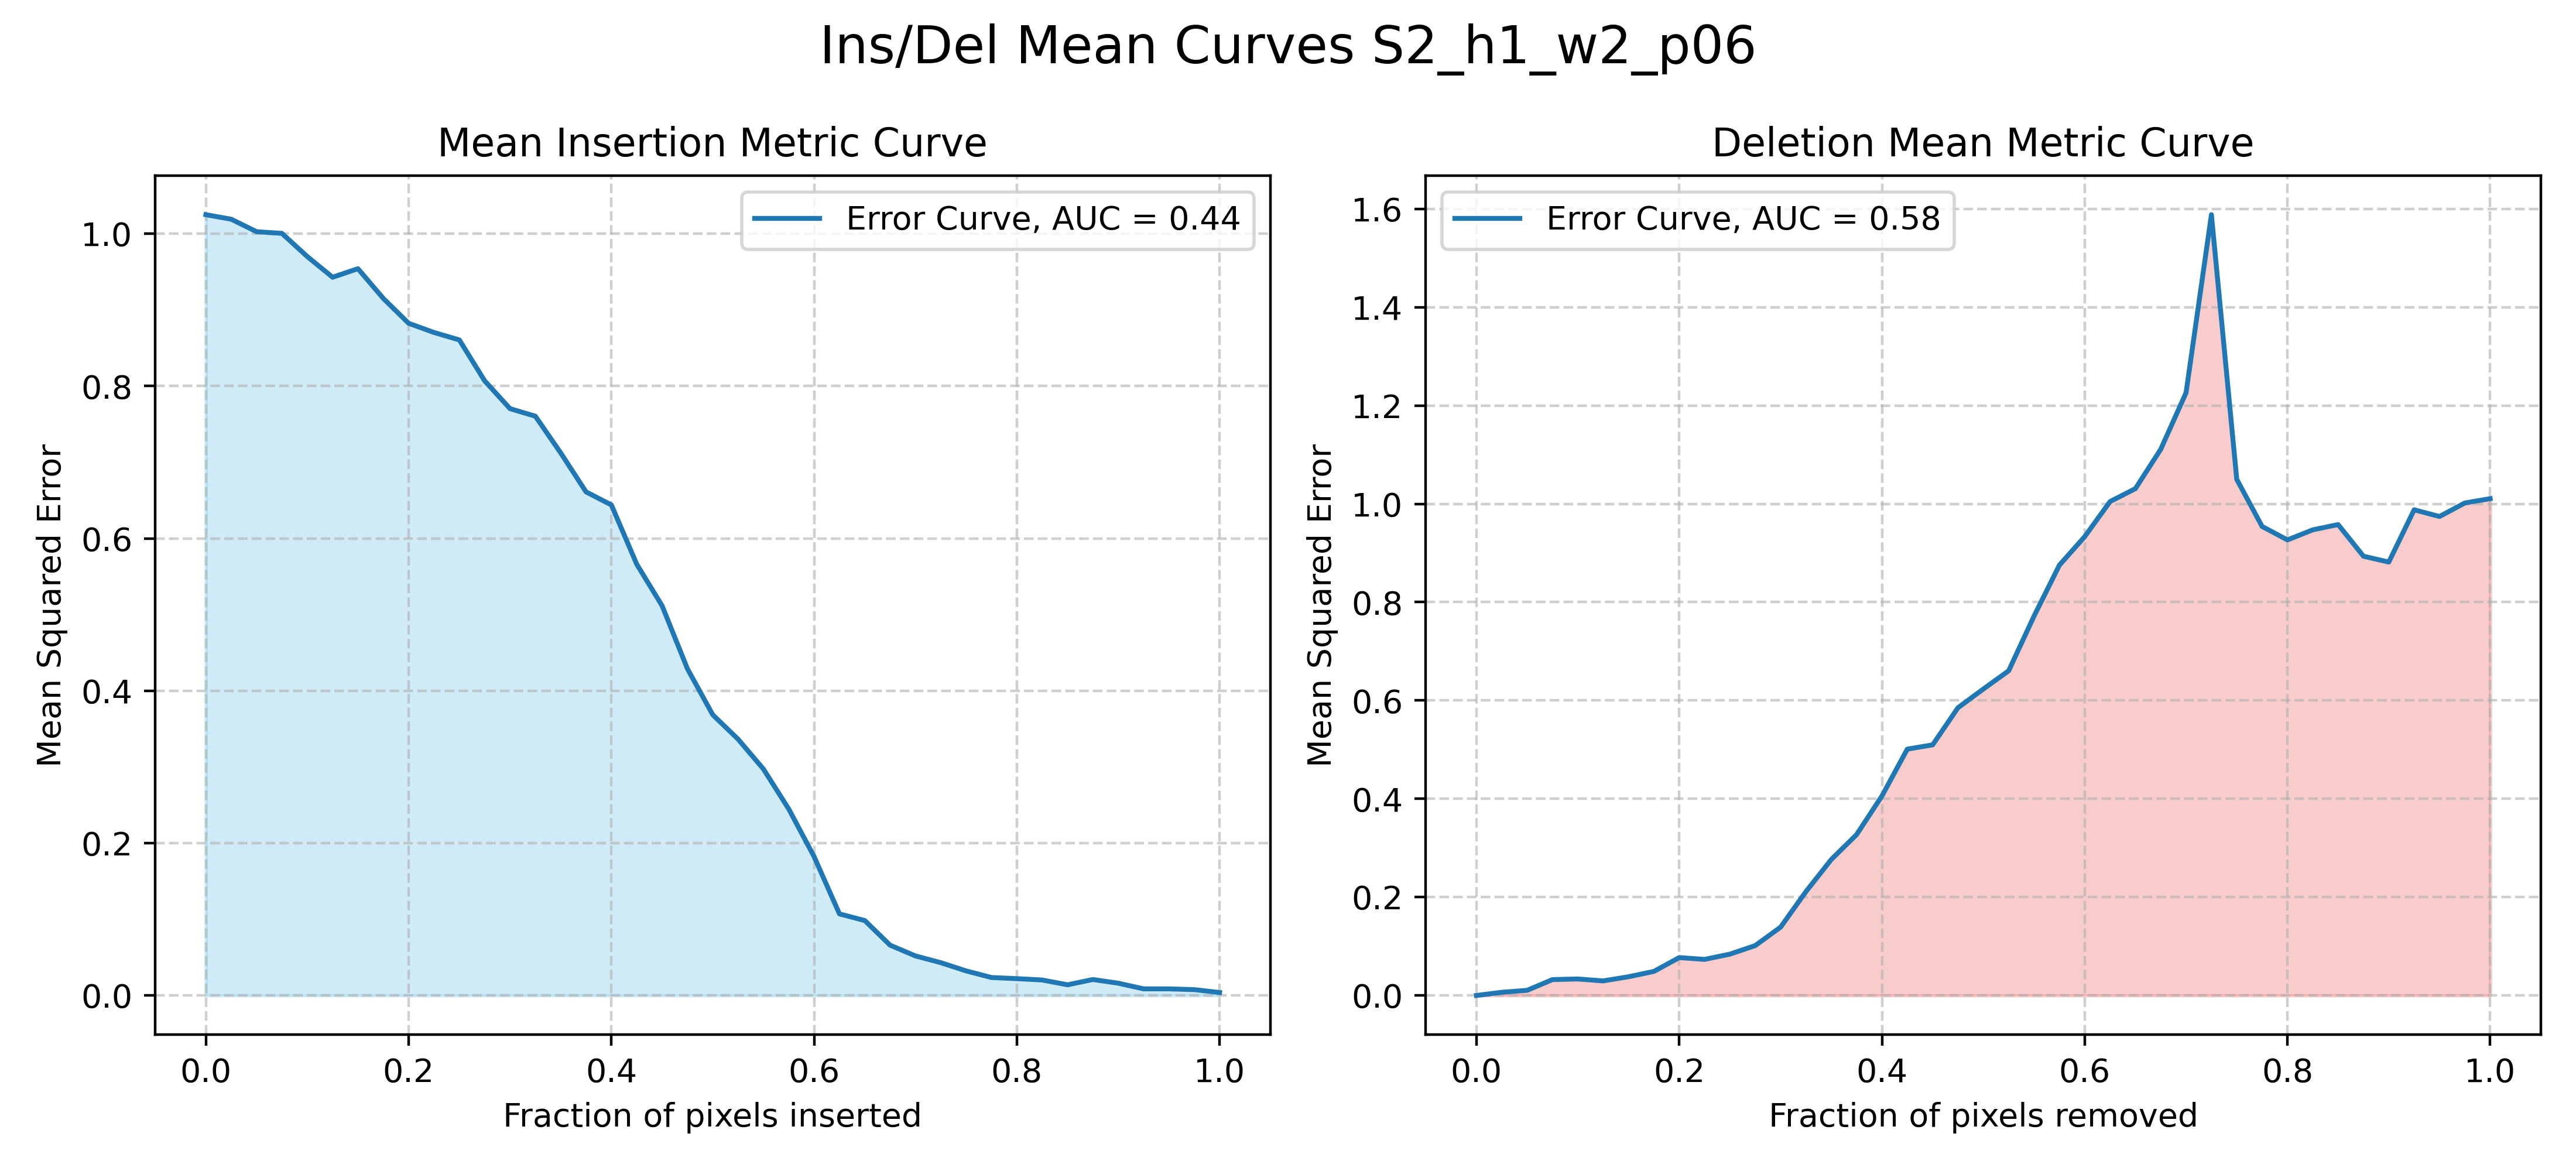 Ins/Del Mean Curves S2_h1_w2_p06
Mean Insertion Metric Curve
Error Curve, AUC = 0.44
Mean Squared Error
1.0
0.8
0.6
0.4
0.2
0.0
0.0 0.2 0.4 0.6 0.8 1.0
Fraction of pixels inserted
Deletion Mean Metric Curve
Error Curve, AUC = 0.58
Mean Squared Error
1.6
1.4
1.2
1.0
0.8
0.6
0.4
0.2
0.0
0.0 0.2 0.4 0.6 0.8 1.0
Fraction of pixels removed